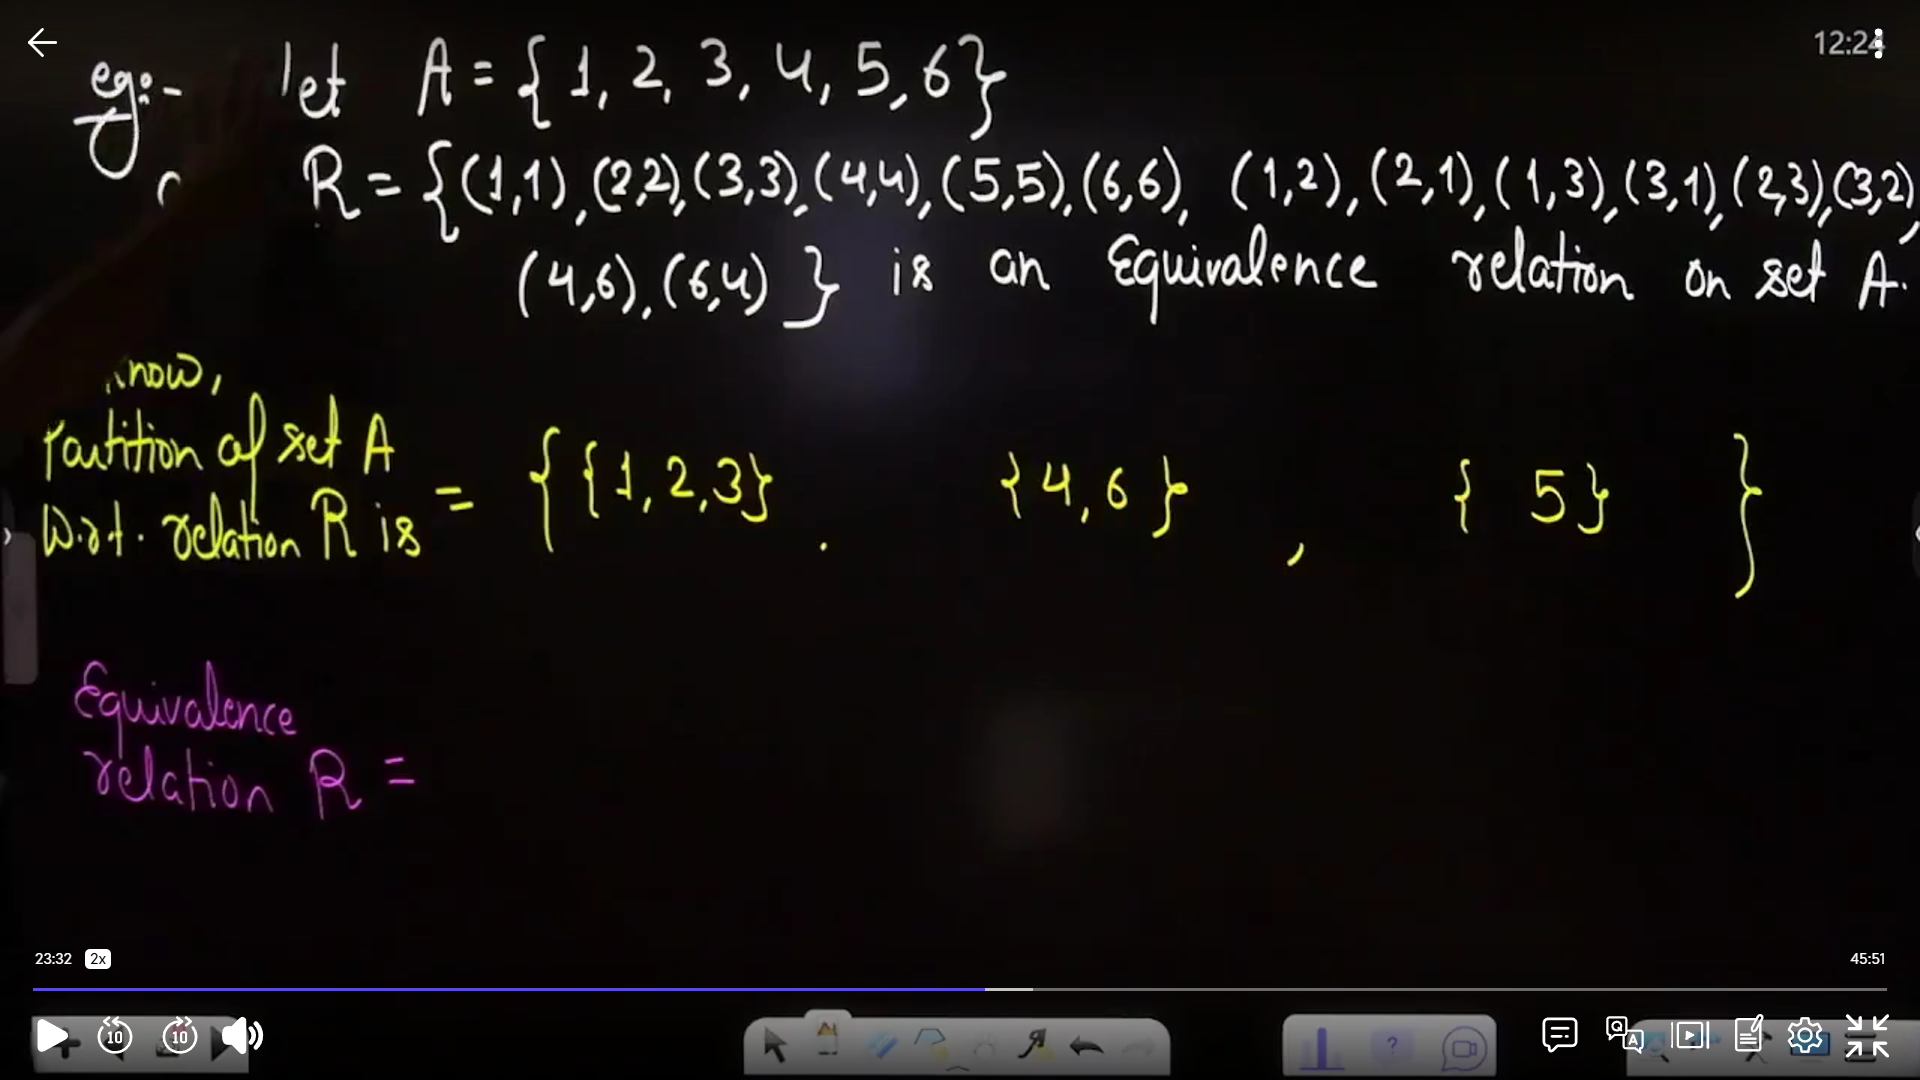 12:24
eg:- let A = { 1, 2, 3, 4, 5, 6}
R = {(1,1),(2,2),(3,3),(4,4),(5,5),(6,6), (1,2),(2,1),(1,3),(3,1),(2,3),(3,2),
(4,6),(6,4) } is an Equivalence relation on set A.
now,
Partition of set A
w.r.t. relation R is = { {1,2,3} , {4,6} , { 5} }
Equivalence
relation R =
23:32 2x 45:51
10 10 ? Q A